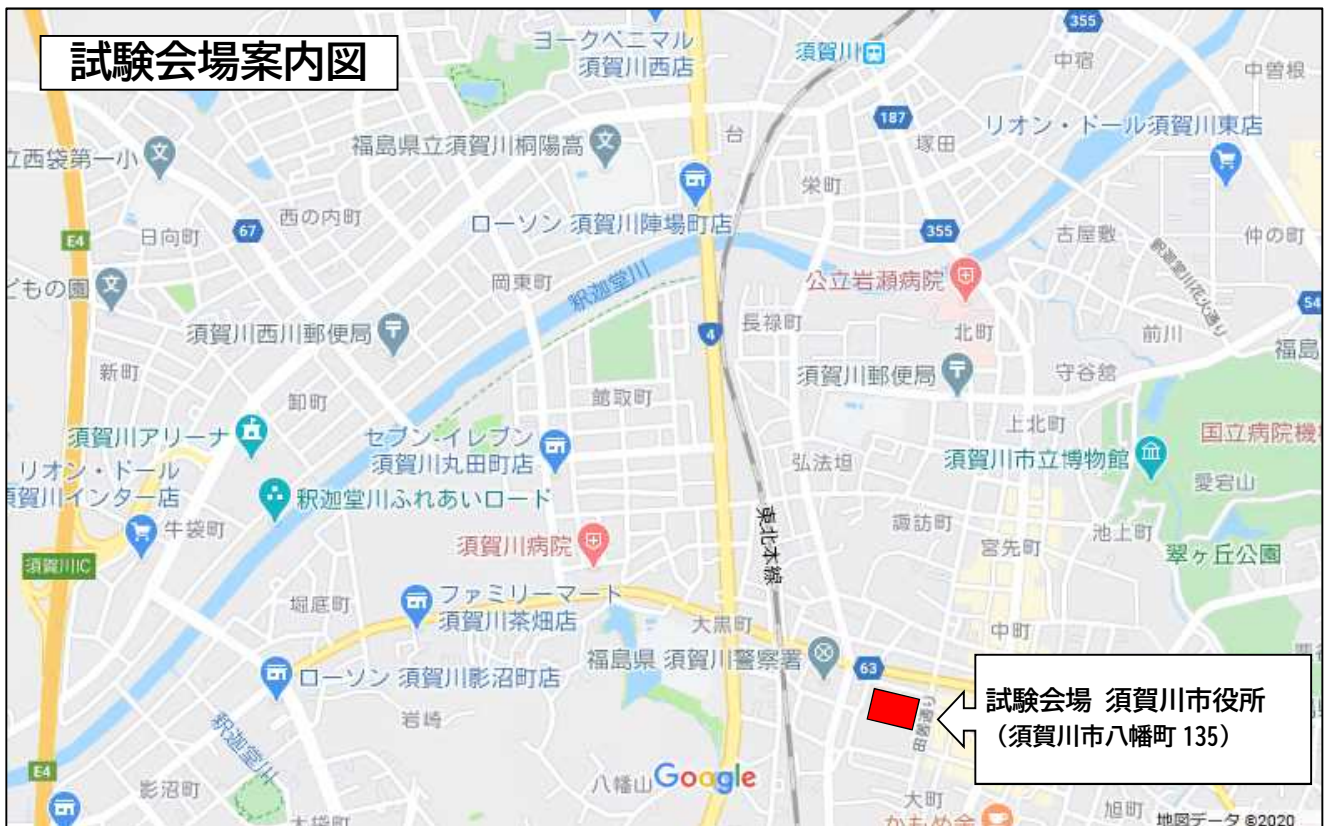 試験会場案内図
ヨークベニマル
須賀川西店
須賀川
355
中宿
中曽根
187
塚田
リオン・ドール須賀川東店
台
福島県立須賀川桐陽高
立西袋第一小
栄町
西の内町
ローソン 須賀川陣場町店
67
日向町
E4
355
古屋敷
仲の町
釈迦堂川花火通り
岡東町
釈迦堂川
公立岩瀬病院
どもの園
須賀川西川郵便局
4
長禄町
北町
前川
54
福島
新町
館取町
須賀川郵便局
守谷舘
卸町
上北町
須賀川アリーナ
セブン-イレブン
須賀川丸田町店
弘法坦
須賀川市立博物館
国立病院機
リオン・ドール
須賀川インター店
釈迦堂川ふれあいロード
愛宕山
牛袋町
東北本線
諏訪町
池上町
須賀川病院
宮先町
翠ヶ丘公園
須賀川IC
堀底町
ファミリーマート
須賀川茶畑店
大黒町
中町
福島県 須賀川警察署
63
ローソン 須賀川影沼町店
試験会場 須賀川市役所
(須賀川市八幡町 135)
岩崎
釈迦堂川
E4
影沼町
八幡山
Google
大町
旭町
地図データ ©2020